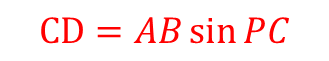 CD = AB sin PC